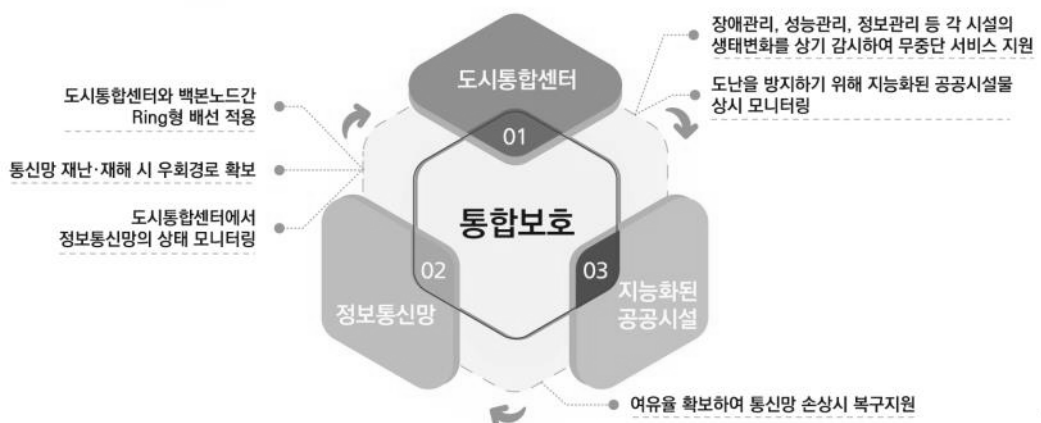 장애관리, 성능관리, 정보관리 등 각 시설의
생태변화를 상기 감시하여 무중단 서비스 지원
도난을 방지하기 위해 지능화된 공공시설물
상시 모니터링
도시통합센터
01
도시통합센터와 백본노드간
Ring형 배선 적용
통신망 재난·재해 시 우회경로 확보
도시통합센터에서
정보통신망의 상태 모니터링
통합보호
02
정보통신망
03
지능화된
공공시설
여유율 확보하여 통신망 손상시 복구지원